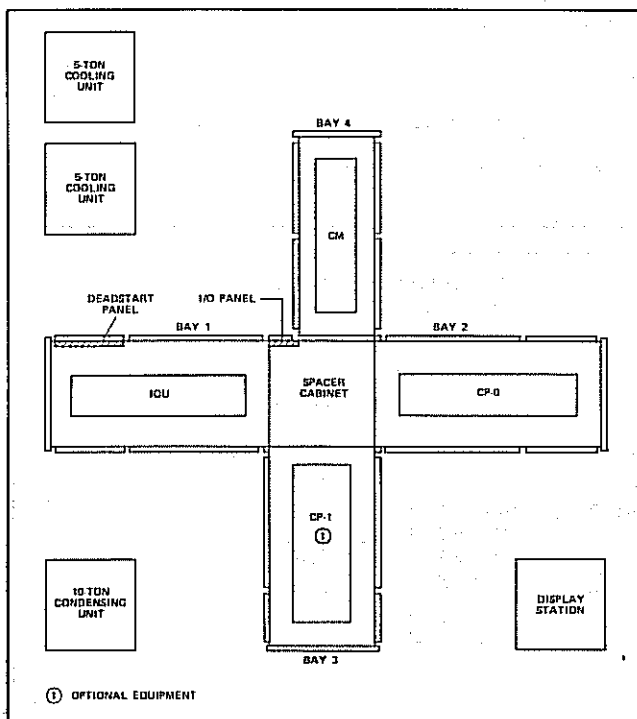 5-TON
COOLING
UNIT
BAY 4
5-TON
COOLING
UNIT
CM
DEADSTART
PANEL
I/O PANEL
BAY 1
BAY 2
IOU
SPACER
CABINET
CP-0
CP-1
1
10-TON
CONDENSING
UNIT
DISPLAY
STATION
BAY 3
1 OPTIONAL EQUIPMENT